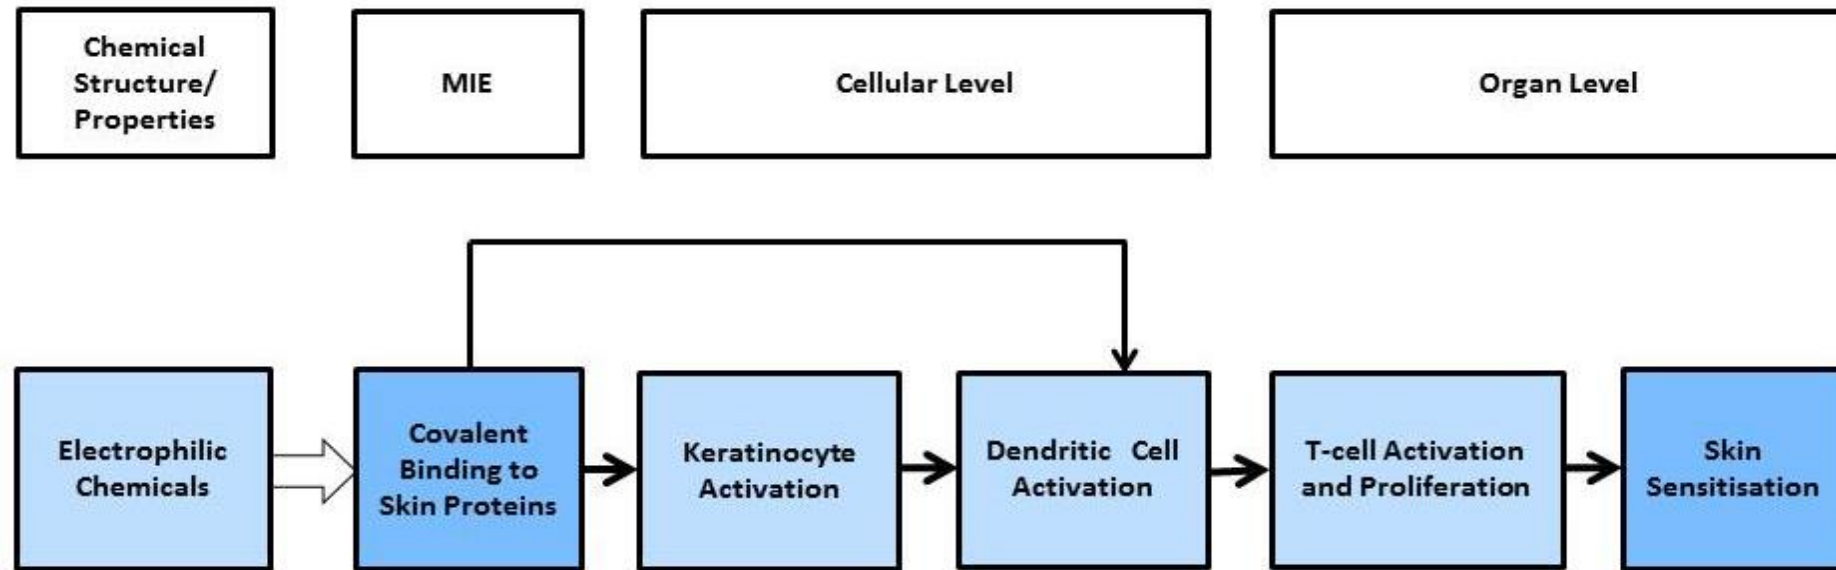 Chemical
Structure/
Properties
MIE
Cellular Level
Organ Level
Electrophilic
Chemicals
Covalent
Binding to
Skin Proteins
Keratinocyte
Activation
Dendritic Cell
Activation
T-cell Activation
and Proliferation
Skin
Sensitisation